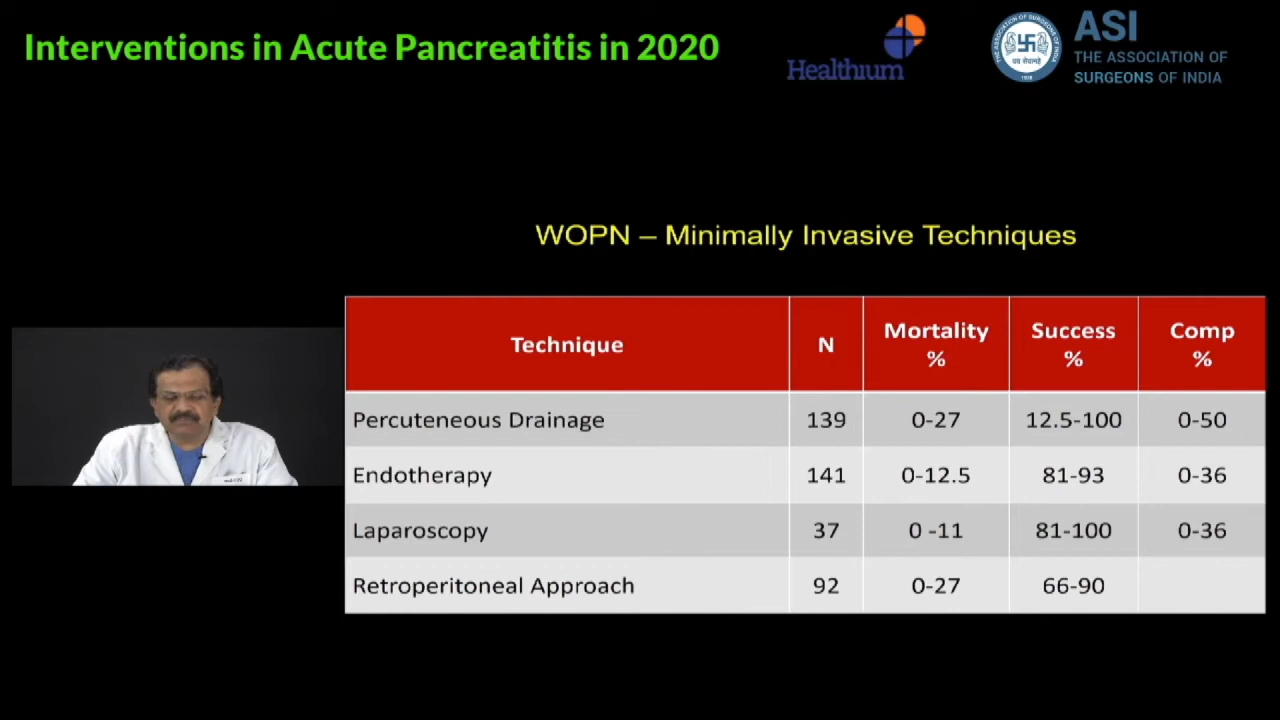 Interventions in Acute Pancreatitis in 2020
Healthium
ASI
THE ASSOCIATION OF
SURGEONS OF INDIA
WOPN – Minimally Invasive Techniques
Technique N Mortality % Success % Comp %
Percuteneous Drainage 139 0-27 12.5-100 0-50
Endotherapy 141 0-12.5 81-93 0-36
Laparoscopy 37 0 -11 81-100 0-36
Retroperitoneal Approach 92 0-27 66-90